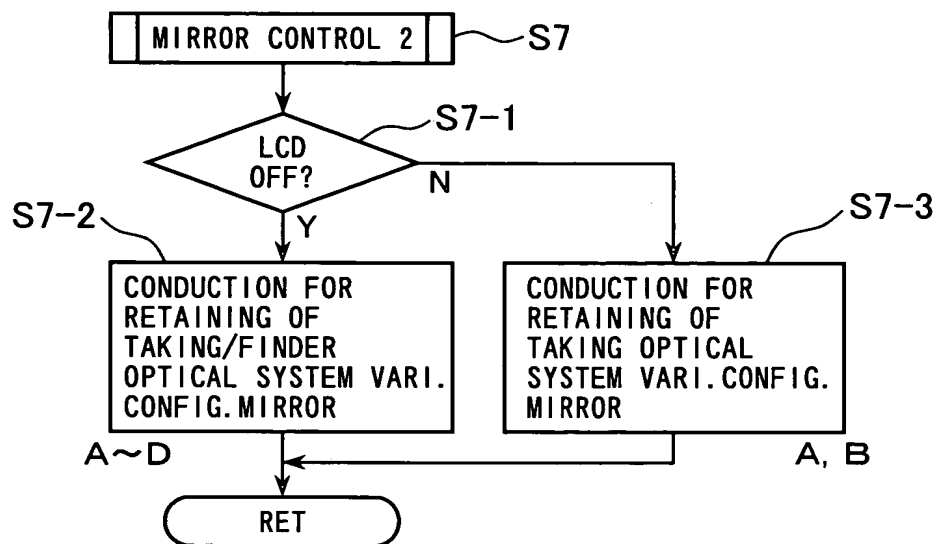 MIRROR CONTROL 2
S7
S7-1
LCD
OFF?
N
Y
S7-2
S7-3
CONDUCTION FOR
RETAINING OF
TAKING/FINDER
OPTICAL SYSTEM VARI.
CONFIG.MIRROR
CONDUCTION FOR
RETAINING OF
TAKING OPTICAL
SYSTEM VARI.CONFIG.
MIRROR
A~D
A, B
RET